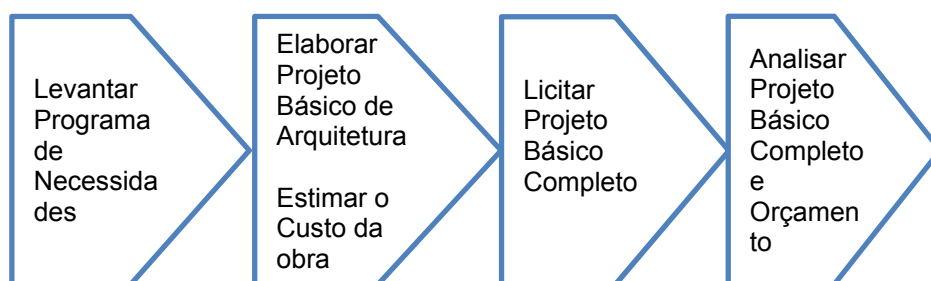 Levantar
Programa
de
Necessida
des
Elaborar
Projeto
Básico de
Arquitetura
Estimar o
Custo da
obra
Licitar
Projeto
Básico
Completo
Analisar
Projeto
Básico
Completo
e
Orçamen
to